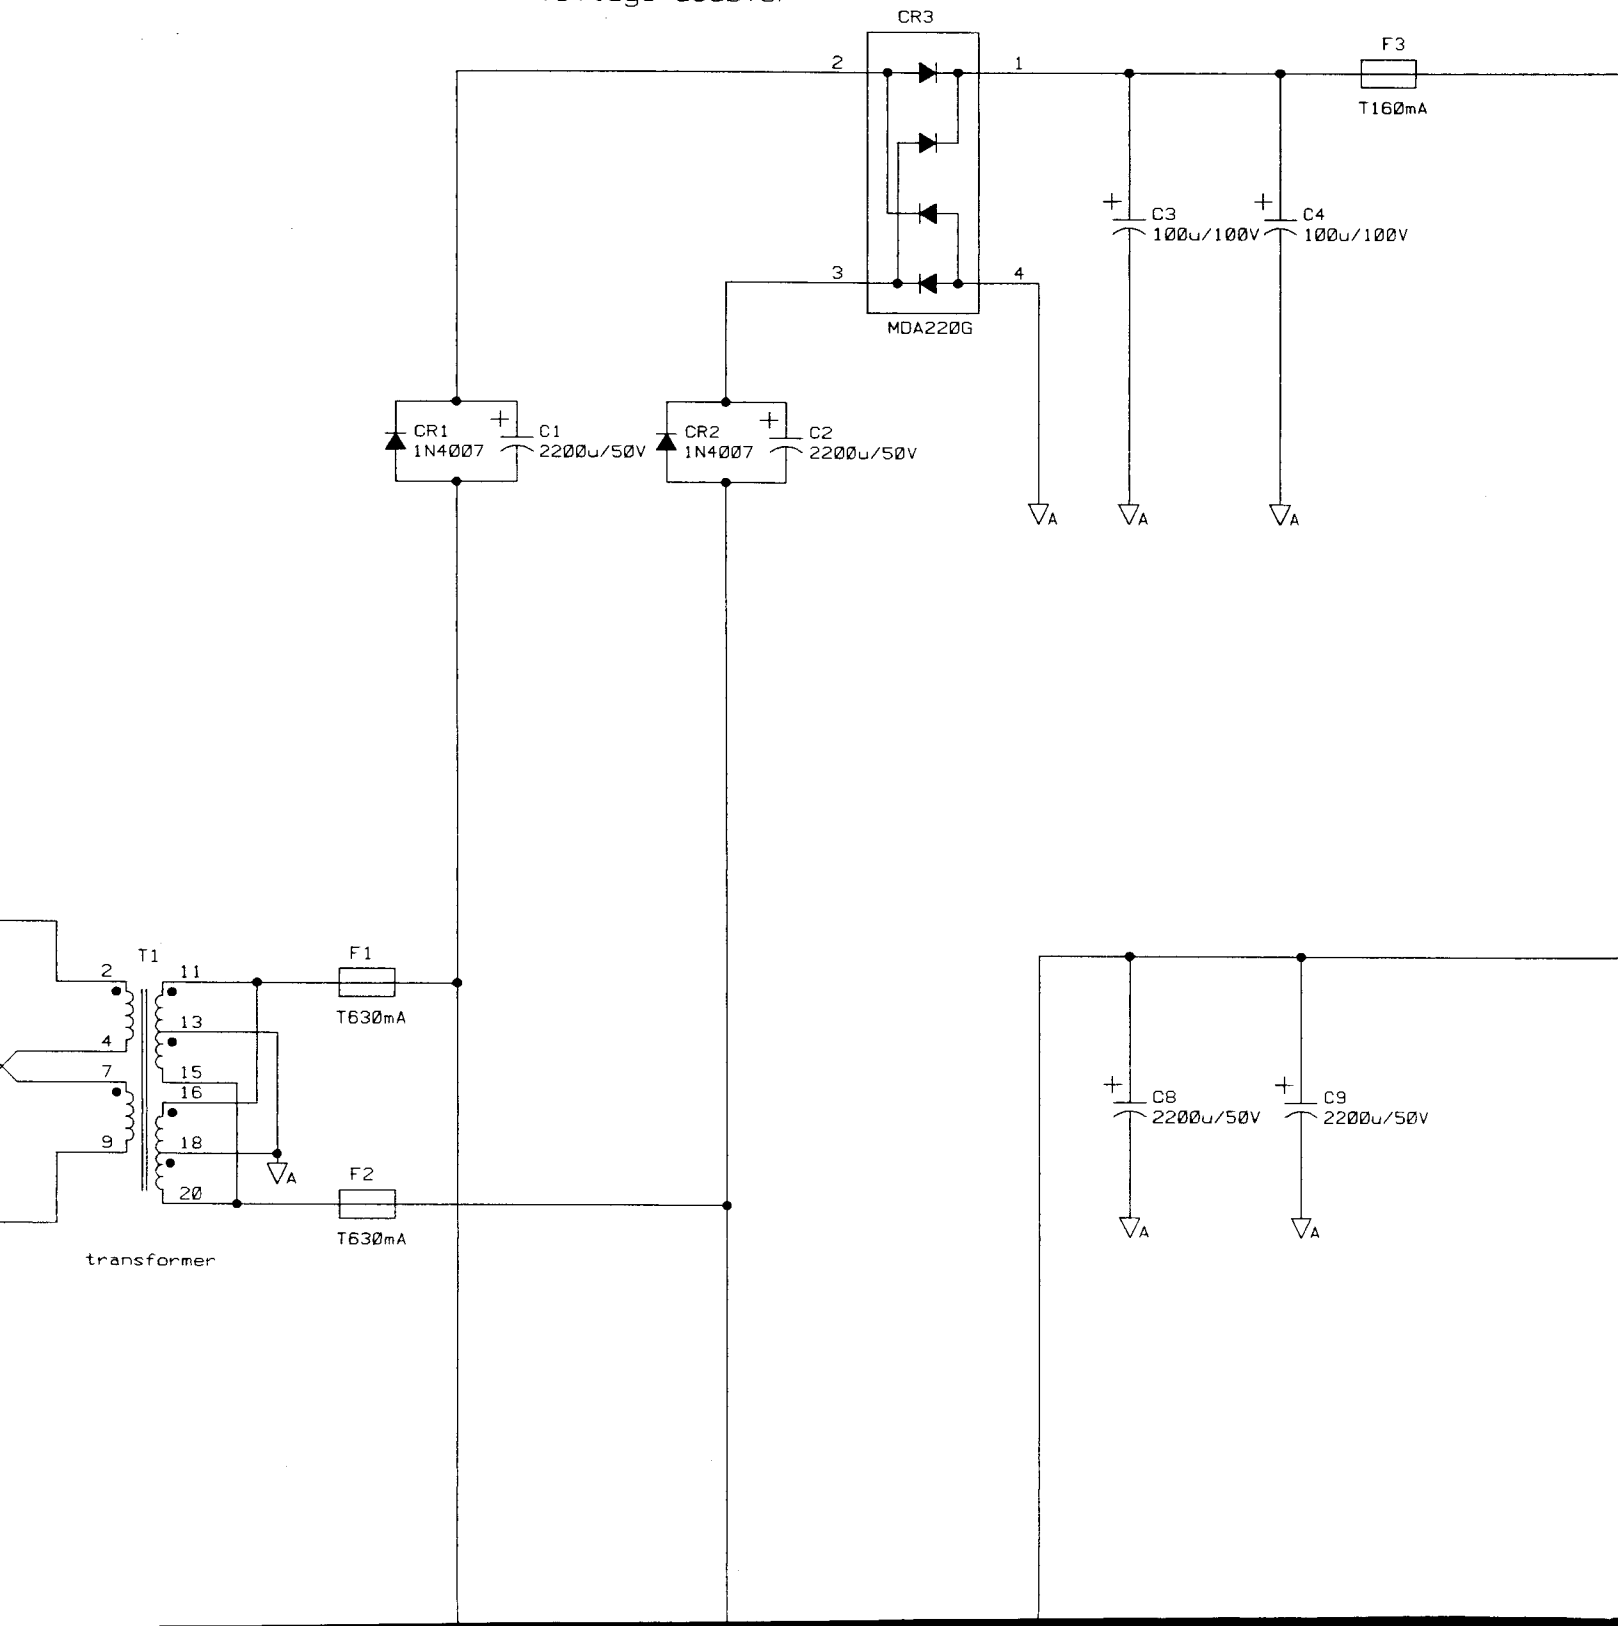 CR3
F3
2
1
T160mA
+
C3
100u/100V
+
C4
100u/100V
3
4
MDA220G
CR1
1N4007
+
C1
2200u/50V
CR2
1N4007
+
C2
2200u/50V
A
A
A
T1
F1
2
11
T630mA
13
4
7
15
16
9
18
A
20
F2
T630mA
transformer
+
C8
2200u/50V
+
C9
2200u/50V
A
A